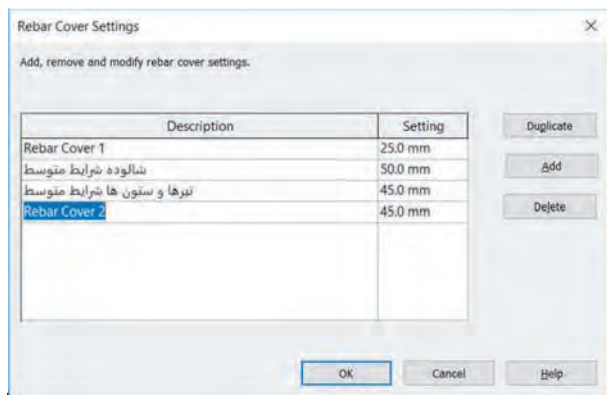 Rebar Cover Settings
Add, remove and modify rebar cover settings.
Description Setting
Rebar Cover 1 25.0 mm
شالوده شرایط متوسط 50.0 mm
تیرها و ستون ها شرایط متوسط 45.0 mm
Rebar Cover 2 45.0 mm
Duplicate
Add
Delete
OK Cancel Help